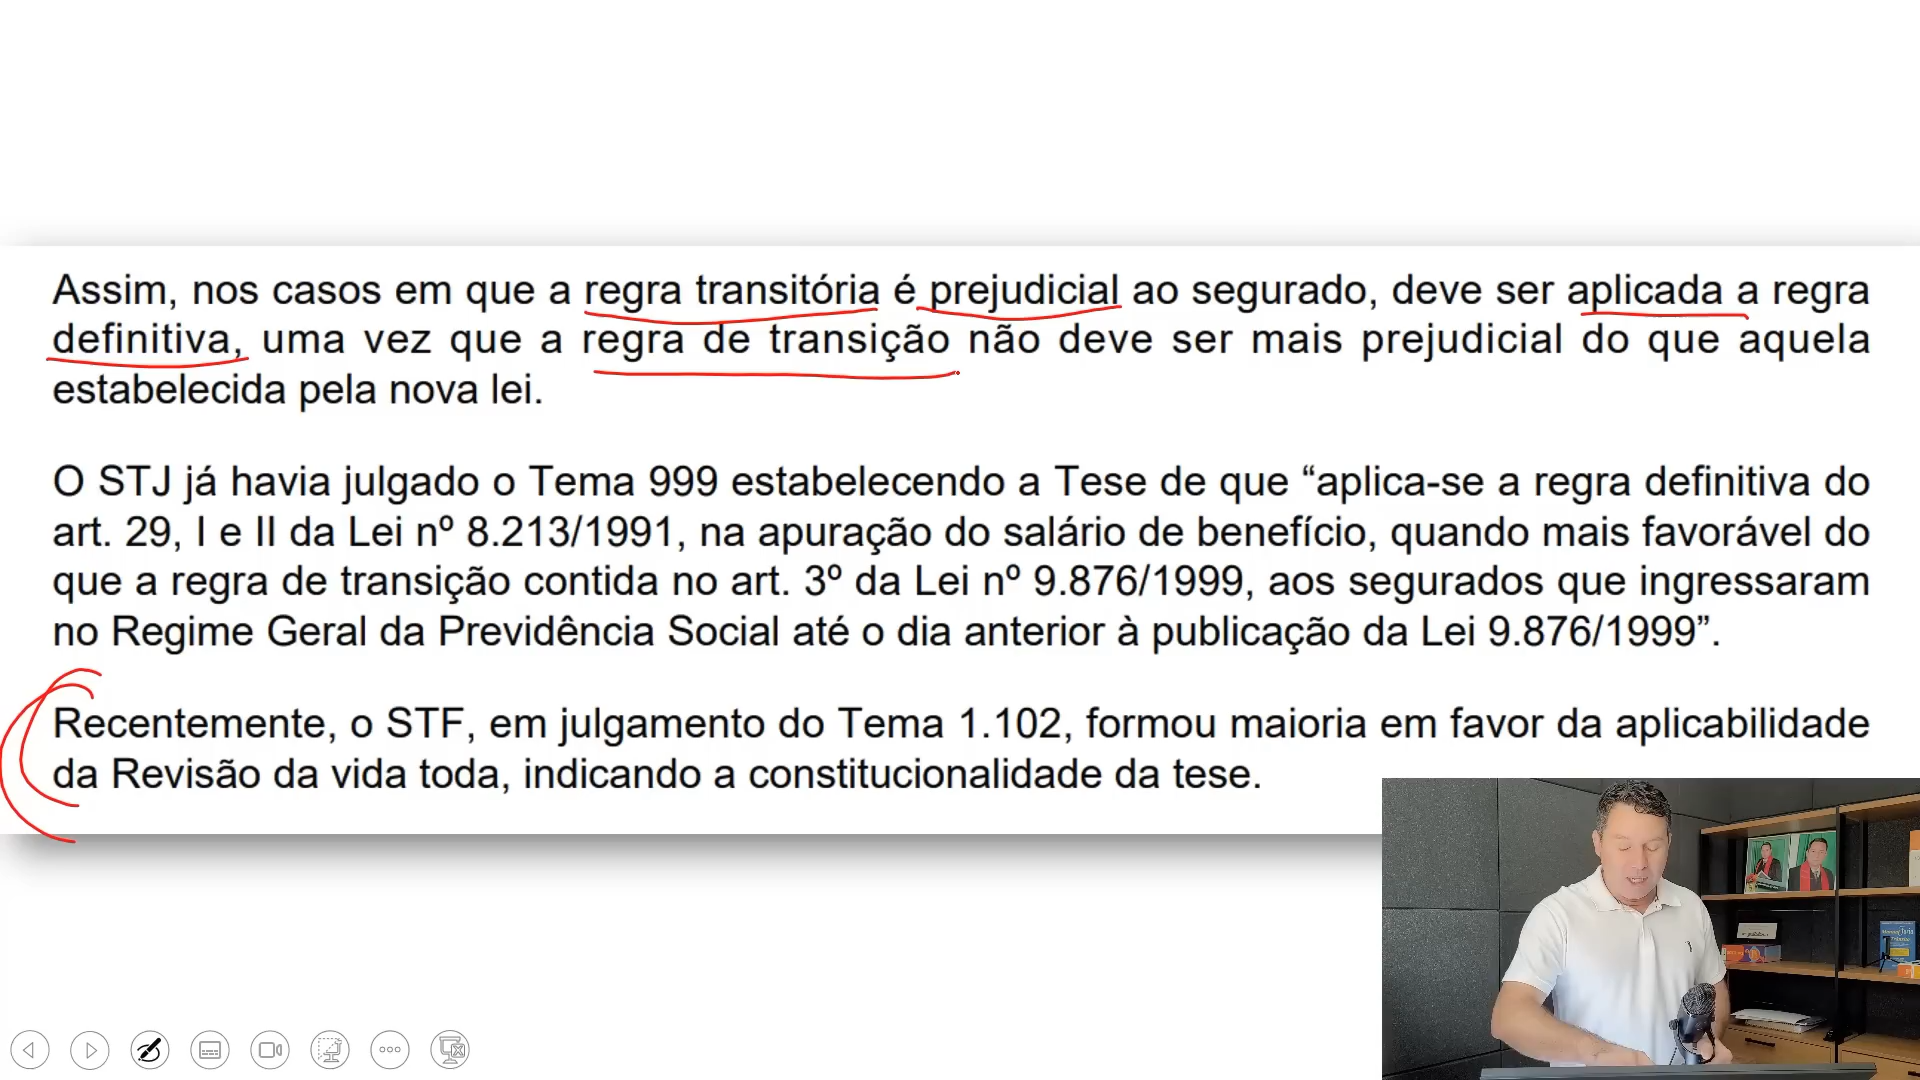 Assim, nos casos em que a regra transitória é prejudicial ao segurado, deve ser aplicada a regra
definitiva, uma vez que a regra de transição não deve ser mais prejudicial do que aquela
estabecida pela nova lei.
O STJ já havia julgado o Tema 999 estabelecendo a Tese de que “aplica-se a regra definitiva do
art. 29, I e II da Lei nº 8.213/1991, na apuração do salário de benefício, quando mais favorável do
que a regra de transição contida no art. 3º da Lei nº 9.876/1999, aos segurados que ingressaram
no Regime Geral da Previdência Social até o dia anterior à publicação da Lei 9.876/1999”.
Recentemente, o STF, em julgamento do Tema 1.102, formou maioria em favor da aplicabilidade
da Revisão da vida toda, indicando a constitucionalidade da tese.